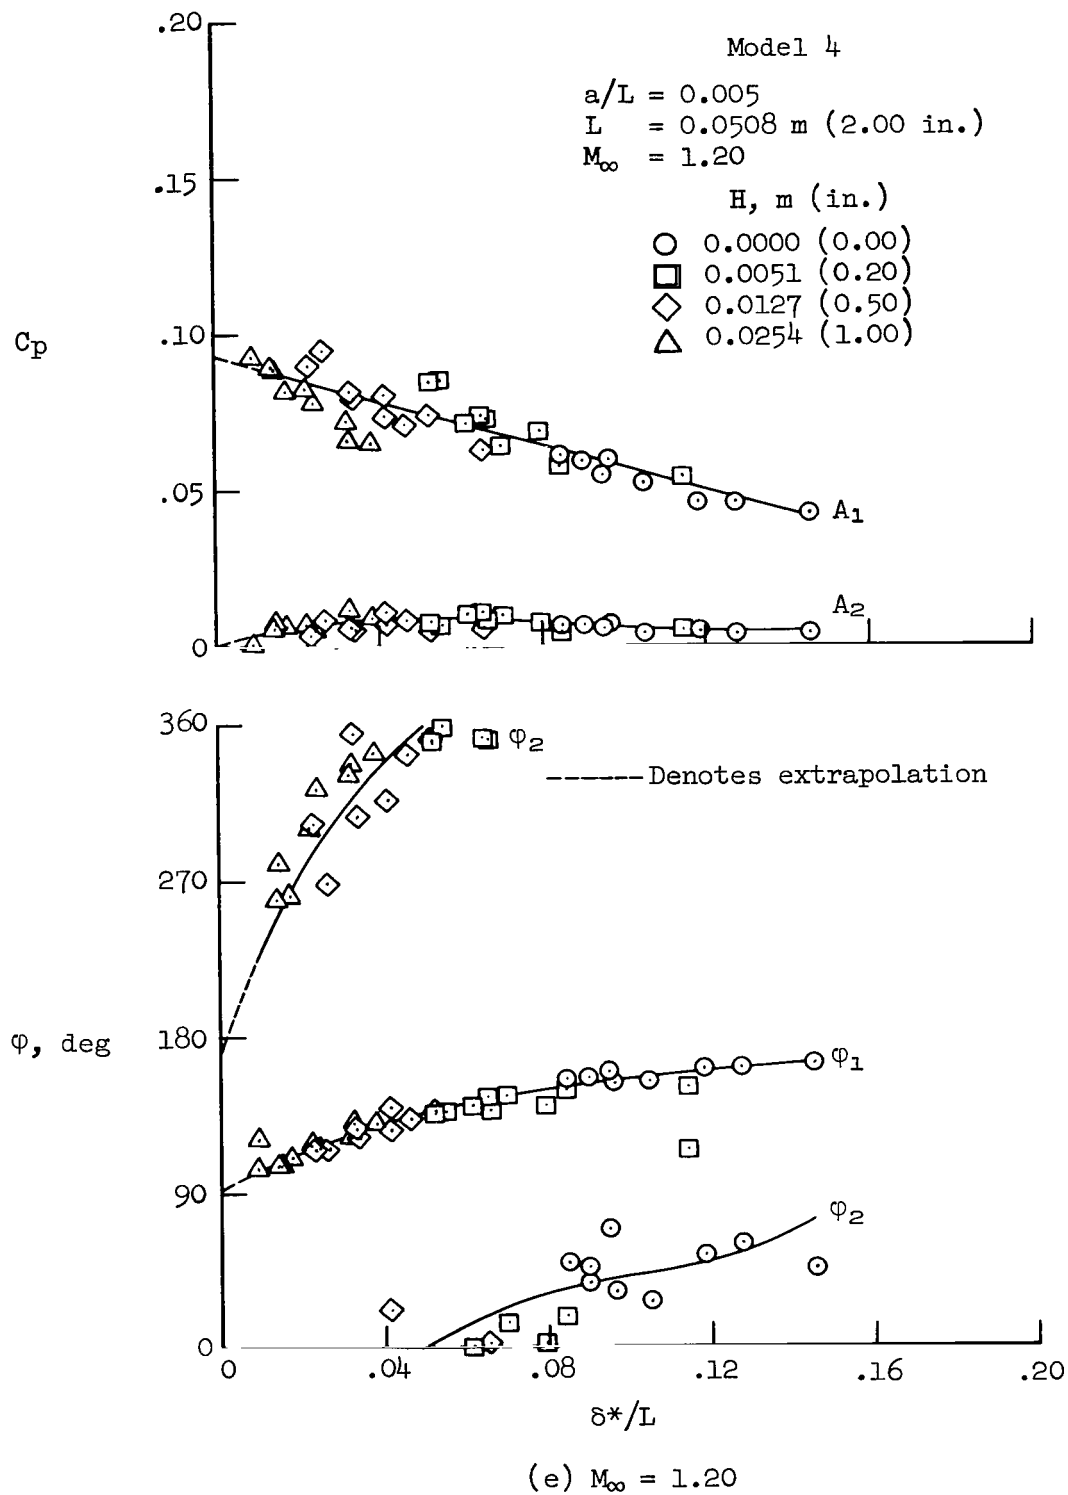 .20
Model 4
a/L = 0.005
L = 0.0508 m (2.00 in.)
M∞ = 1.20
.15
H, m (in.)
0.0000 (0.00)
0.0051 (0.20)
0.0127 (0.50)
0.0254 (1.00)
.10
Cp
.05
A1
A2
0
360
φ2
Denotes extrapolation
270
φ, deg
180
φ1
90
φ2
0
0 .04 .08 .12 .16 .20
δ*/L
(e) M∞ = 1.20